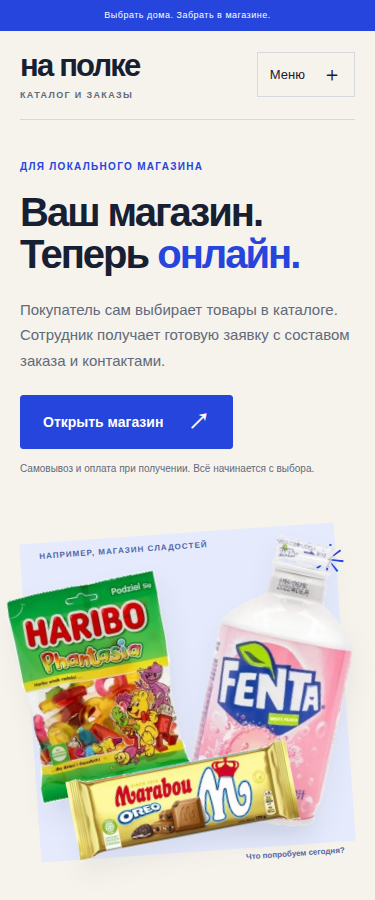 Выбрать дома. Забрать в магазине.
на полке
КАТАЛОГ И ЗАКАЗЫ
Меню +
ДЛЯ ЛОКАЛЬНОГО МАГАЗИНА
Ваш магазин.
Теперь онлайн.
Покупатель сам выбирает товары в каталоге.
Сотрудник получает готовую заявку с составом
заказа и контактами.
Открыть магазин ↗
Самовывоз и оплата при получении. Всё начинается с выбора.
НАПРИМЕР, МАГАЗИН СЛАДОСТЕЙ
Podziel się
HARIBO
Phantasia
FENTA
Marabou
OREO
M
Что попробуем сегодня?